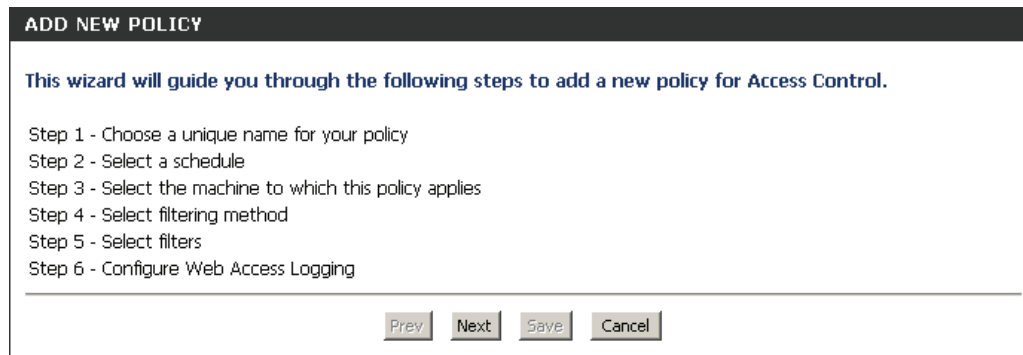 ADD NEW POLICY
This wizard will guide you through the following steps to add a new policy for Access Control.
Step 1 - Choose a unique name for your policy
Step 2 - Select a schedule
Step 3 - Select the machine to which this policy applies
Step 4 - Select filtering method
Step 5 - Select filters
Step 6 - Configure Web Access Logging
Prev Next Save Cancel